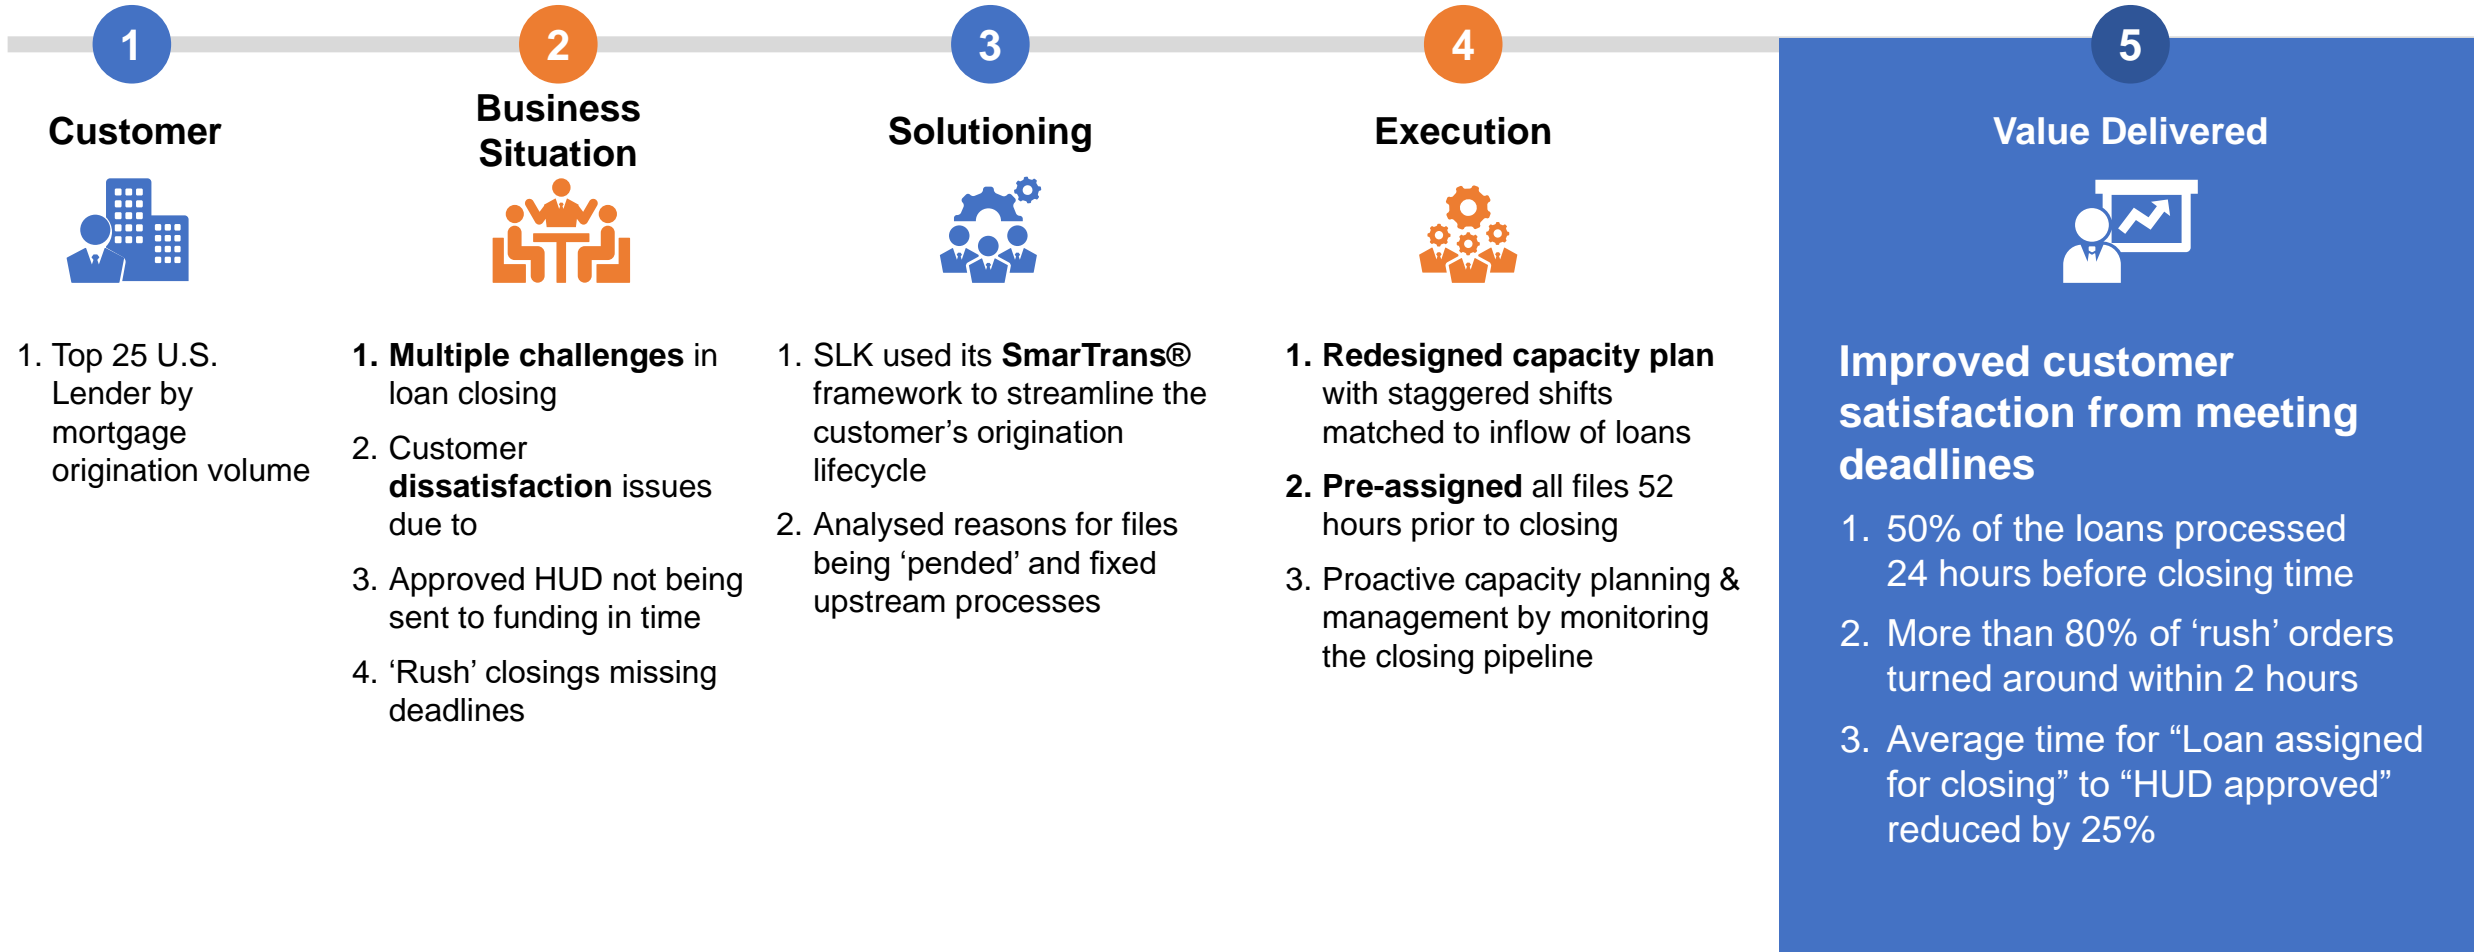 1
Customer
1. Top 25 U.S.
Lender by
mortgage
origination volume
2
Business
Situation
1. Multiple challenges in
loan closing
2. Customer
dissatisfaction issues
due to
3. Approved HUD not being
sent to funding in time
4. ‘Rush’ closings missing
deadlines
3
Solutioning
1. SLK used its SmarTrans®
framework to streamline the
customer’s origination
lifecycle
2. Analysed reasons for files
being ‘pended’ and fixed
upstream processes
4
Execution
1. Redesigned capacity plan
with staggered shifts
matched to inflow of loans
2. Pre-assigned all files 52
hours prior to closing
3. Proactive capacity planning &
management by monitoring
the closing pipeline
5
Value Delivered
Improved customer
satisfaction from meeting
deadlines
1. 50% of the loans processed
24 hours before closing time
2. More than 80% of ‘rush’ orders
turned around within 2 hours
3. Average time for “Loan assigned
for closing” to “HUD approved”
reduced by 25%